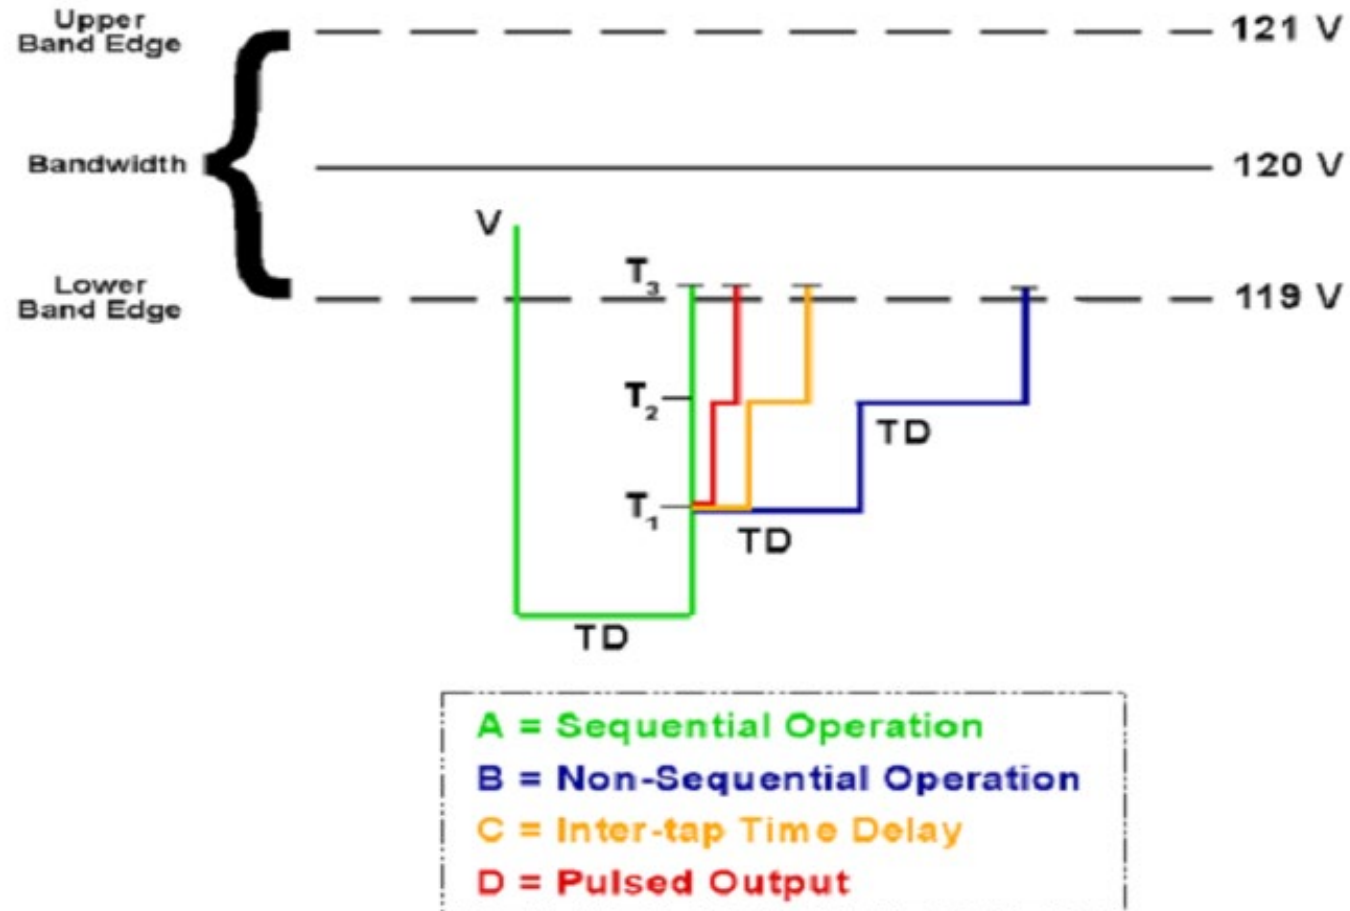 Upper
Band Edge
121 V
Bandwidth
120 V
V
T3
Lower
Band Edge
119 V
T2
TD
T1
TD
TD
A = Sequential Operation
B = Non-Sequential Operation
C = Inter-tap Time Delay
D = Pulsed Output